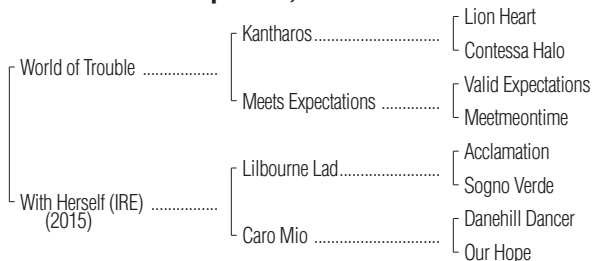 Lion Heart
Kantharos
Contessa Halo
World of Trouble
Valid Expectations
Meets Expectations
Meetmeontime
Acclamation
Lilbourne Lad
Sogno Verde
With Herself (IRE)
(2015)
Danehill Dancer
Caro Mio
Our Hope